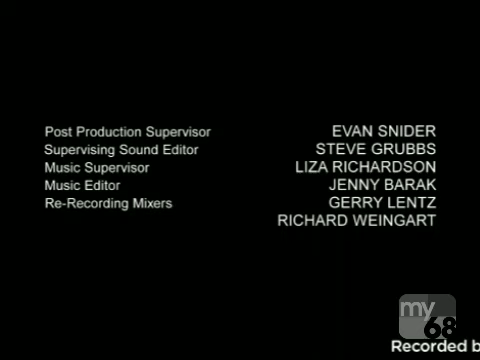 Post Production Supervisor EVAN SNIDER
Supervising Sound Editor STEVE GRUBBS
Music Supervisor LIZA RICHARDSON
Music Editor JENNY BARAK
Re-Recording Mixers GERRY LENTZ
RICHARD WEINGART
my
68
Recorded b